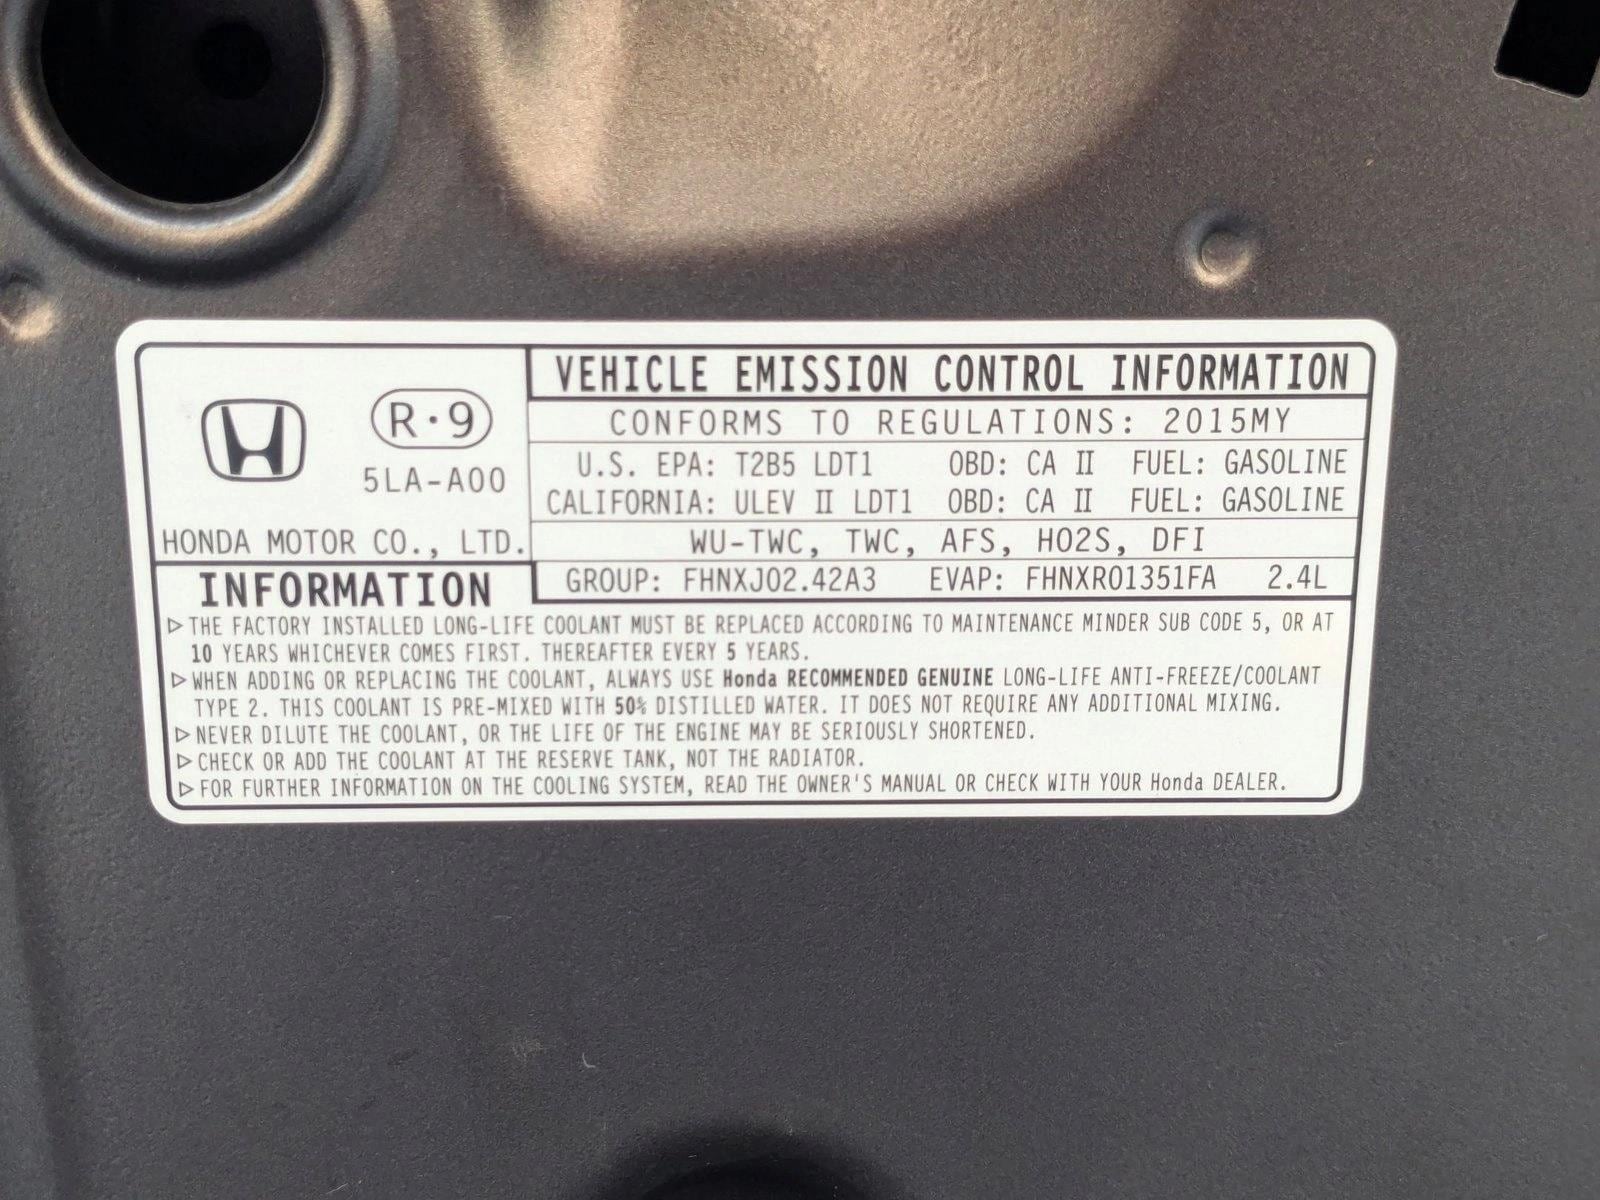 VEHICLE EMISSION CONTROL INFORMATION
R·9
5LA-A00
HONDA MOTOR CO., LTD.
CONFORMS TO REGULATIONS: 2015MY
U.S. EPA: T2B5 LDT1 OBD: CA II FUEL: GASOLINE
CALIFORNIA: ULEV II LDT1 OBD: CA II FUEL: GASOLINE
WU-TWC, TWC, AFS, HO2S, DFI
GROUP: FHNXJ02.42A3 EVAP: FHNXR01351FA 2.4L
INFORMATION
▷THE FACTORY INSTALLED LONG-LIFE COOLANT MUST BE REPLACED ACCORDING TO MAINTENANCE MINDER SUB CODE 5, OR AT
10 YEARS WHICHEVER COMES FIRST. THEREAFTER EVERY 5 YEARS.
▷WHEN ADDING OR REPLACING THE COOLANT, ALWAYS USE Honda RECOMMENDED GENUINE LONG-LIFE ANTI-FREEZE/COOLANT
TYPE 2. THIS COOLANT IS PRE-MIXED WITH 50% DISTILLED WATER. IT DOES NOT REQUIRE ANY ADDITIONAL MIXING.
▷NEVER DILUTE THE COOLANT, OR THE LIFE OF THE ENGINE MAY BE SERIOUSLY SHORTENED.
▷CHECK OR ADD THE COOLANT AT THE RESERVE TANK, NOT THE RADIATOR.
▷FOR FURTHER INFORMATION ON THE COOLING SYSTEM, READ THE OWNER'S MANUAL OR CHECK WITH YOUR Honda DEALER.